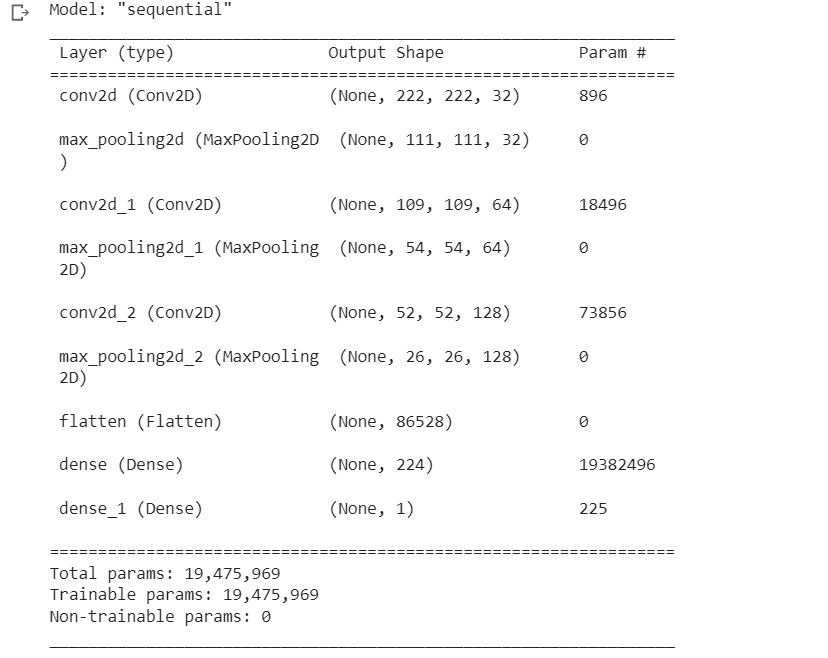 Model: "sequential"
_________________________________________________________________
Layer (type) Output Shape Param #
=================================================================
conv2d (Conv2D) (None, 222, 222, 32) 896
max_pooling2d (MaxPooling2D (None, 111, 111, 32) 0
)
conv2d_1 (Conv2D) (None, 109, 109, 64) 18496
max_pooling2d_1 (MaxPooling (None, 54, 54, 64) 0
2D)
conv2d_2 (Conv2D) (None, 52, 52, 128) 73856
max_pooling2d_2 (MaxPooling (None, 26, 26, 128) 0
2D)
flatten (Flatten) (None, 86528) 0
dense (Dense) (None, 224) 19382496
dense_1 (Dense) (None, 1) 225
=================================================================
Total params: 19,475,969
Trainable params: 19,475,969
Non-trainable params: 0
_________________________________________________________________